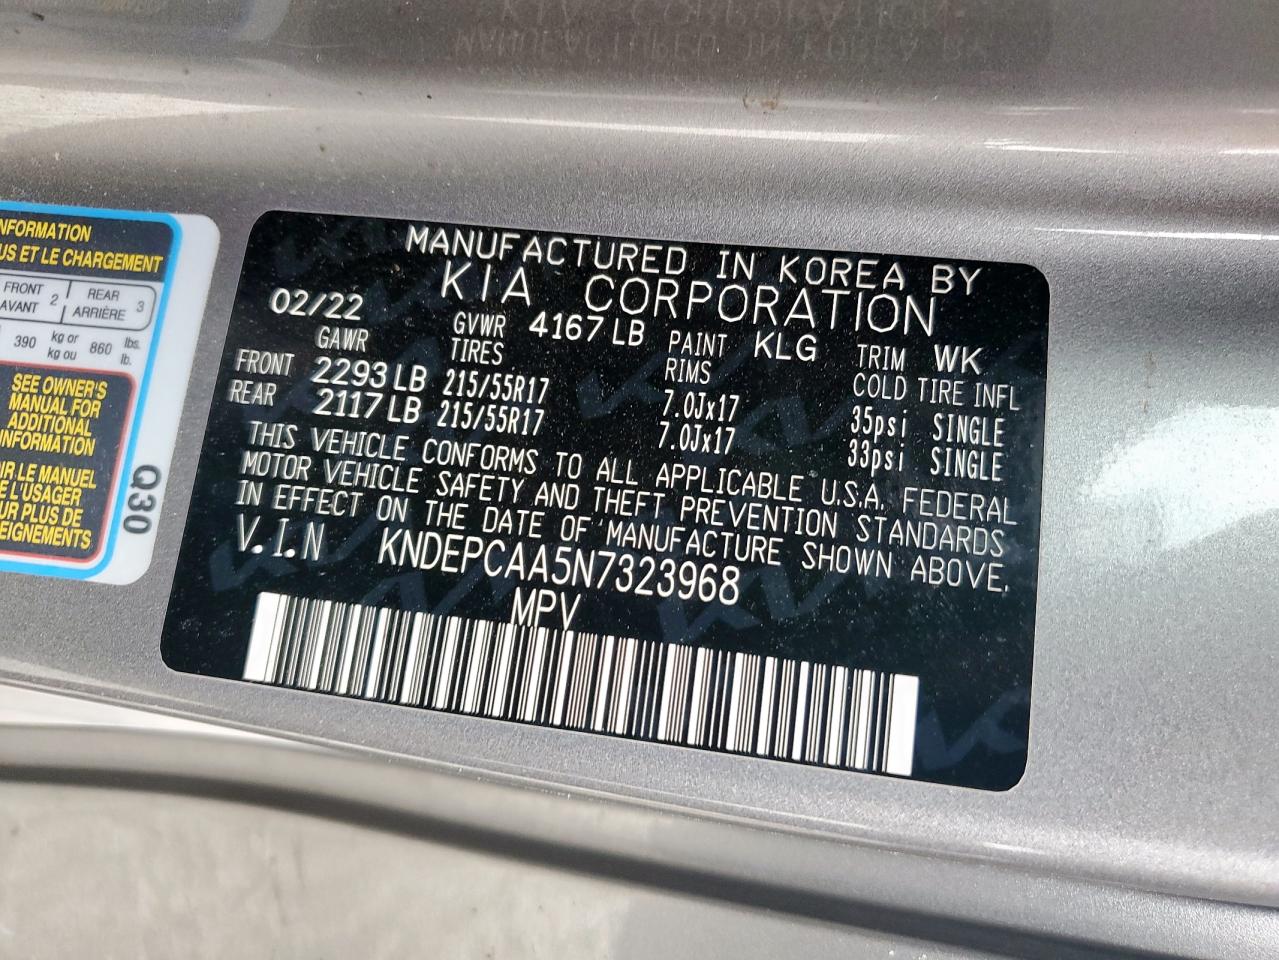 MANUFACTURED IN KOREA BY
KIA CORPORATION
02/22 GVWR 4167 LB PAINT KLG TRIM WK
GAWR TIRES RIMS COLD TIRE INFL
FRONT 2293 LB 215/55R17 7.0Jx17 35psi SINGLE
REAR 2117 LB 215/55R17 7.0Jx17 33psi SINGLE
THIS VEHICLE CONFORMS TO ALL APPLICABLE U.S.A. FEDERAL
MOTOR VEHICLE SAFETY AND THEFT PREVENTION STANDARDS
IN EFFECT ON THE DATE OF MANUFACTURE SHOWN ABOVE.
V.I.N KNDEPCAA5N7323968
MPV
NFORMATION
US ET LE CHARGEMENT
FRONT AVANT 2 REAR ARRIÈRE 3
390 kg or kg ou 860 lbs. lb.
SEE OWNER'S
MANUAL FOR
ADDITIONAL
INFORMATION
IR LE MANUEL
E L'USAGER
UR PLUS DE
EIGNEMENTS
Q30